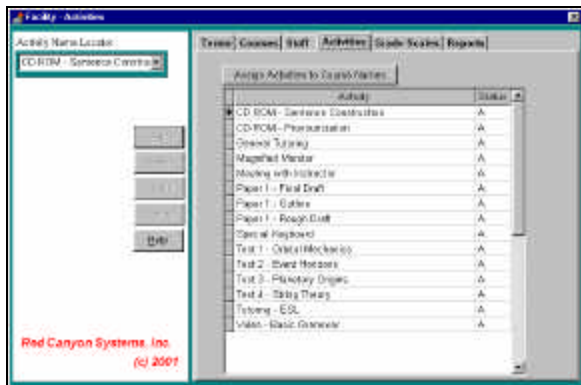 Facility - Activities
Activity Name Locator
CD-ROM - Sentence Constru
Terms Courses Staff Activities Grade Scales Reports
Assign Activities to Course Names
Activity Status
CD-ROM - Sentence Construction A
CD-ROM - Pronunciation A
General Tutoring A
Magnified Monitor A
Meeting with Instructor A
Paper 1 - Final Draft A
Paper 1 - Outline A
Paper 1 - Rough Draft A
Special Keyboard A
Test 1 - Orbital Mechanics A
Test 2 - Event Horizons A
Test 3 - Planetary Origins A
Test 4 - String Theory A
Tutoring - ESL A
Video - Basic Grammar A
Help
Red Canyon Systems, Inc.
(c) 2001